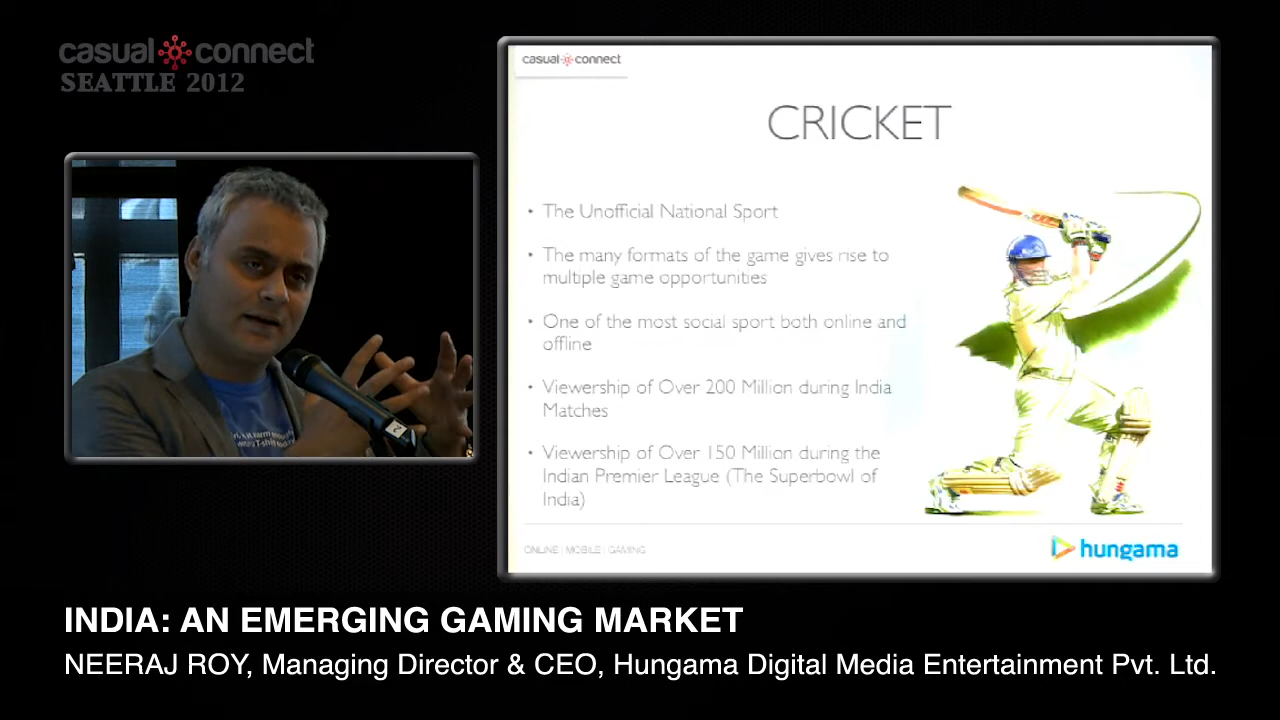 casual connect
SEATTLE 2012
casual connect
CRICKET
• The Unofficial National Sport
• The many formats of the game gives rise to
multiple game opportunities
• One of the most social sport both online and
offline
• Viewership of Over 200 Million during India
Matches
• Viewership of Over 150 Million during the
Indian Premier League (The Superbowl of
India)
ONLINE | MOBILE | GAMING
hungama
INDIA: AN EMERGING GAMING MARKET
NEERAJ ROY, Managing Director & CEO, Hungama Digital Media Entertainment Pvt. Ltd.